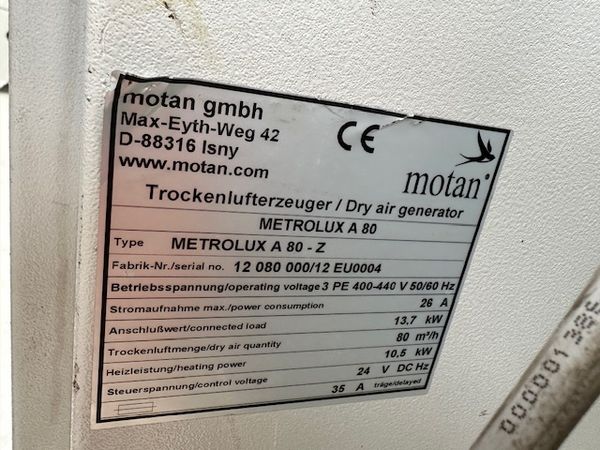 motan gmbh
Max-Eyth-Weg 42
D-88316 Isny
www.motan.com
CE
motan
Trockenlufterzeuger / Dry air generator
METROLUX A 80
Type METROLUX A 80 - Z
Fabrik-Nr./serial no. 12 080 000/12 EU0004
Betriebsspannung/operating voltage 3 PE 400-440 V 50/60 Hz
Stromaufnahme max./power consumption 26 A
Anschlußwert/connected load 13,7 kW
Trockenluftmenge/dry air quantity 80 m³/h
Heizleistung/heating power 10,5 kW
Steuerspannung/control voltage 24 V DC Hz
35 A träge/delayed
000001